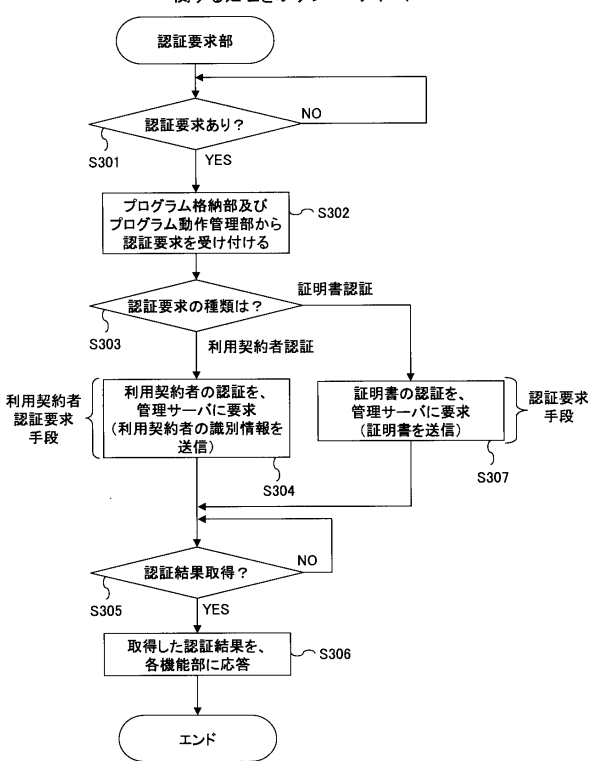 認証要求部
認証要求あり?
NO
S301
YES
プログラム格納部及び
プログラム動作管理部から
認証要求を受け付ける
S302
認証要求の種類は?
証明書認証
S303
利用契約者認証
利用契約者
認証要求
手段
利用契約者の認証を、
管理サーバに要求
(利用契約者の識別情報を
送信)
S304
証明書の認証を、
管理サーバに要求
(証明書を送信)
認証要求
手段
S307
認証結果取得?
NO
S305
YES
取得した認証結果を、
各機能部に応答
S306
エンド